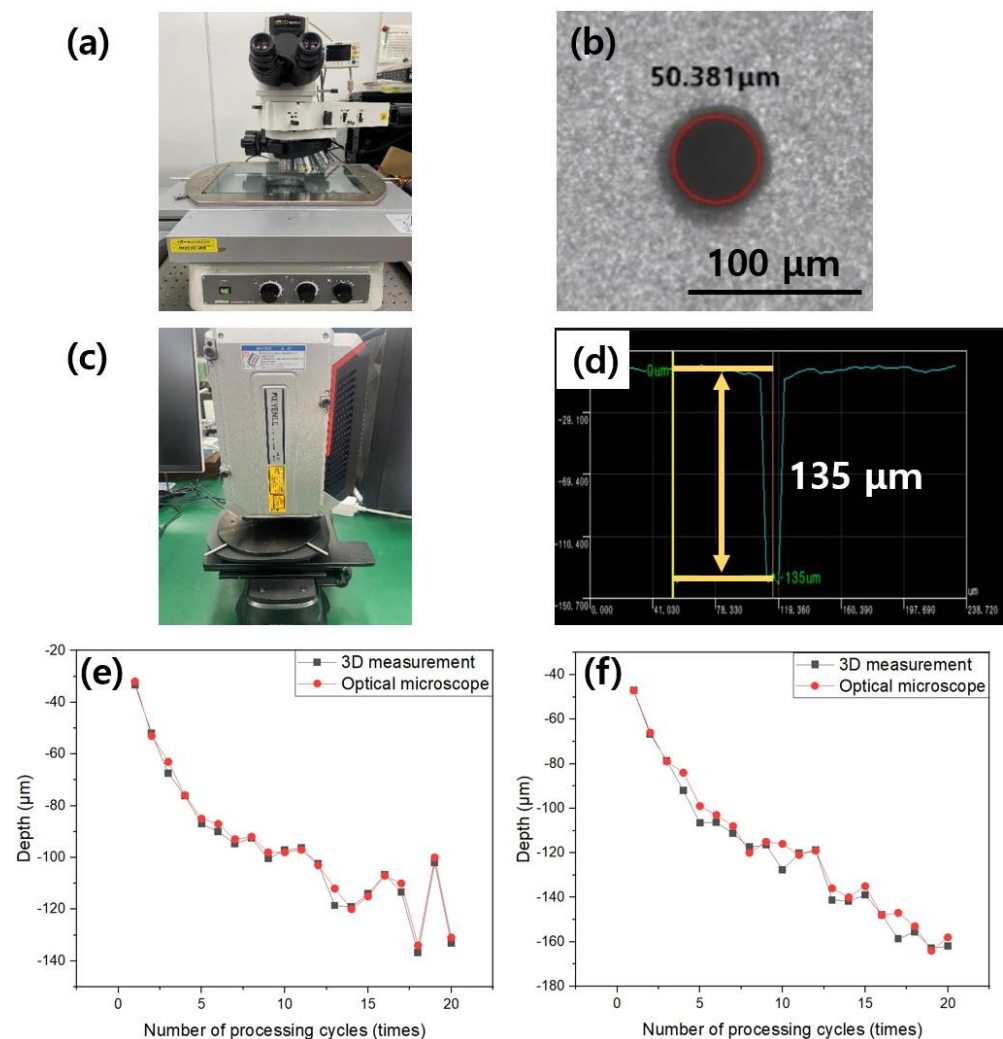 (a)
(b)
50.381µm
100 µm
(c)
KEYENCE
(d)
-0um
-29.100
-69.400
-110.400
-150.700
135 µm
-135um
um
0.000
41.030
78.330
119.360
160.390
197.690
238.720
(e)
3D measurement
Optical microscope
-20
-40
-60
-80
-100
-120
-140
Depth (µm)
0
5
10
15
20
Number of processing cycles (times)
(f)
3D measurement
Optical microscope
-40
-60
-80
-100
-120
-140
-160
-180
Depth (µm)
0
5
10
15
20
Number of processing cycles (times)